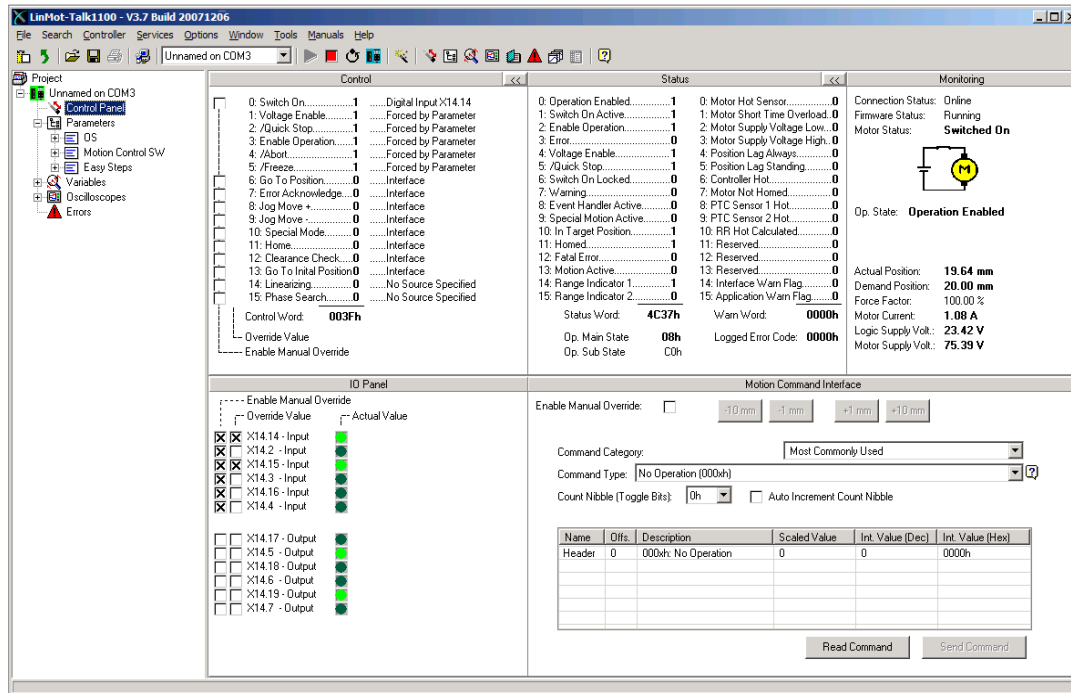 LinMot-Talk1100 - V3.7 Build 20071206
File Search Controller Services Options Window Tools Manuals Help
Unnamed on COM3
Project
Unnamed on COM3
Control Panel
Parameters
OS
Motion Control SW
Easy Steps
Variables
Oscilloscopes
Errors
Control <<
0: Switch On..................1 ......Digital Input X14.14
1: Voltage Enable..........1 ......Forced by Parameter
2: /Quick Stop...............1 ......Forced by Parameter
3: Enable Operation.......1 ......Forced by Parameter
4: /Abort.......................1 ......Forced by Parameter
5: /Freeze.....................1 ......Forced by Parameter
6: Go To Position..........0 ......Interface
7: Error Acknowledge....0 ......Interface
8: Jog Move +..............0 ......Interface
9: Jog Move -...............0 ......Interface
10: Special Mode..........0 ......Interface
11: Home.....................0 ......Interface
12: Clearance Check.....0 ......Interface
13: Go To Inital Position 0 ......Interface
14: Linearizing..............0 ......No Source Specified
15: Phase Search.........0 ......No Source Specified
Control Word: 003Fh
Override Value
Enable Manual Override
Status <<
0: Operation Enabled..........1
1: Switch On Active............1
2: Enable Operation............1
3: Error..............................0
4: Voltage Enable...............1
5: /Quick Stop....................1
6: Switch On Locked...........0
7: Warning.........................0
8: Event Handler Active.......0
9: Special Motion Active......0
10: In Target Position..........1
11: Homed.........................1
12: Fatal Error....................0
13: Motion Active................0
14: Range Indicator 1..........1
15: Range Indicator 2..........0
Status Word: 4C37h
Op. Main State 08h
Op. Sub State C0h
0: Motor Hot Sensor............0
1: Motor Short Time Overload..0
2: Motor Supply Voltage Low...0
3: Motor Supply Voltage High..0
4: Position Lag Always.........0
5: Position Lag Standing.......0
6: Controller Hot..................0
7: Motor Not Homed.............0
8: PTC Sensor 1 Hot............0
9: PTC Sensor 2 Hot............0
10: RR Hot Calculated..........0
11: Reserved......................0
12: Reserved......................0
13: Reserved......................0
14: Interface Warn Flag........0
15: Application Warn Flag.....0
Warn Word: 0000h
Logged Error Code: 0000h
Monitoring
Connection Status: Online
Firmware Status: Running
Motor Status: Switched On
M
Op. State: Operation Enabled
Actual Position: 19.64 mm
Demand Position: 20.00 mm
Force Factor: 100.00 %
Motor Current: 1.08 A
Logic Supply Volt.: 23.42 V
Motor Supply Volt.: 75.39 V
IO Panel
Enable Manual Override
Override Value Actual Value
X14.14 - Input
X14.2 - Input
X14.15 - Input
X14.3 - Input
X14.16 - Input
X14.4 - Input
X14.17 - Output
X14.5 - Output
X14.18 - Output
X14.6 - Output
X14.19 - Output
X14.7 - Output
Motion Command Interface
Enable Manual Override: -10 mm -1 mm +1 mm +10 mm
Command Category: Most Commonly Used
Command Type: No Operation (000xh)
Count Nibble (Toggle Bits): 0h Auto Increment Count Nibble
Name Offs. Description Scaled Value Int. Value (Dec) Int. Value (Hex)
Header 0 000xh: No Operation 0 0 0000h
Read Command Send Command